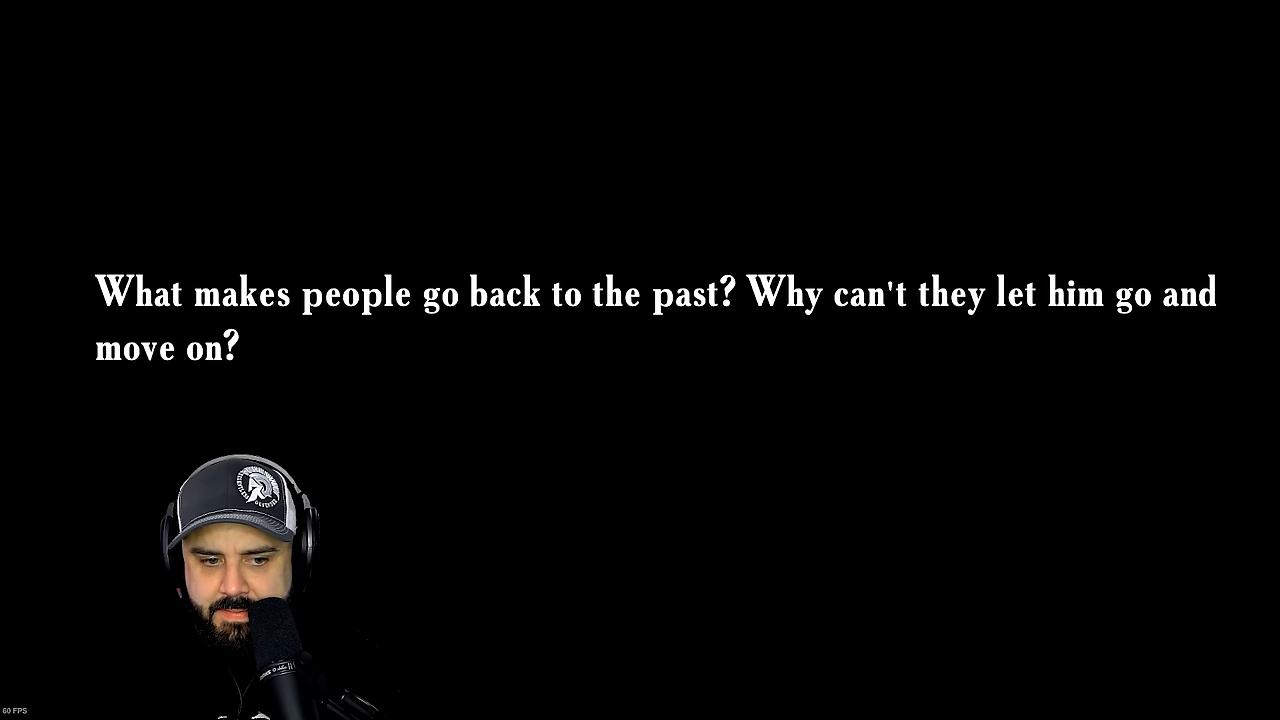 What makes people go back to the past? Why can't they let him go and
move on?
60 FPS